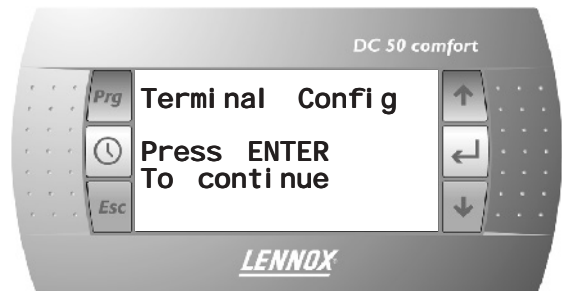 DC 50 comfort
Prg
Terminal Config
Press ENTER
To continue
Esc
LENNOX